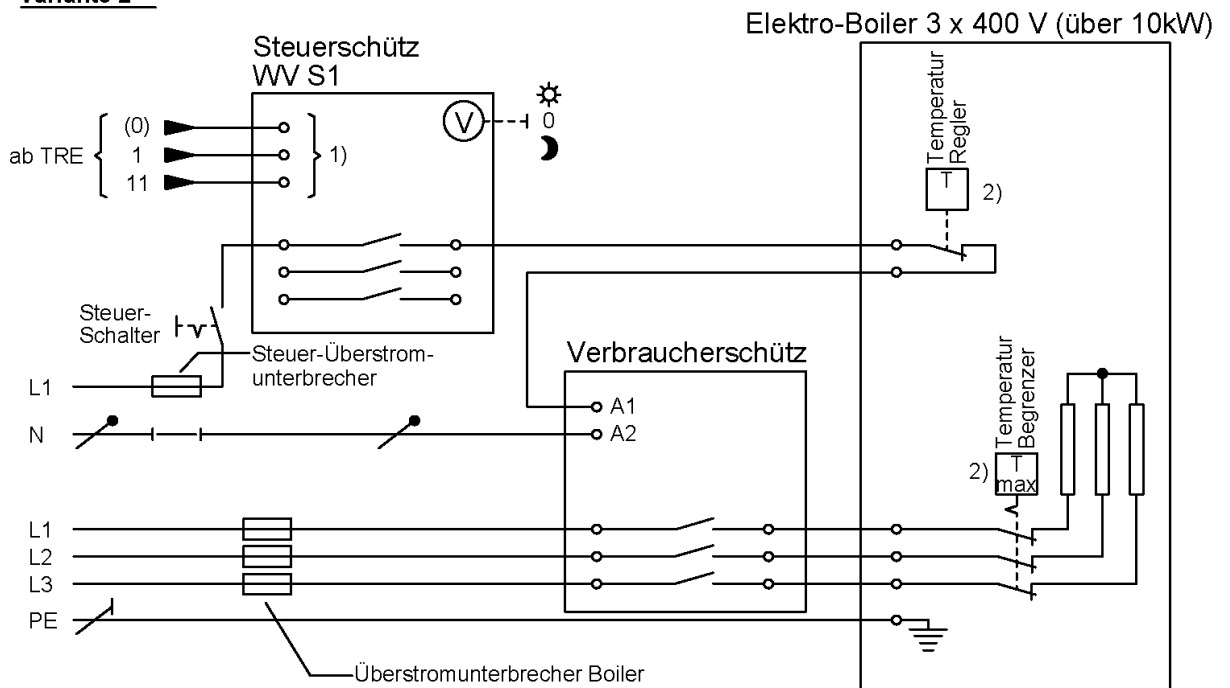 Variante 2
Elektro-Boiler 3 x 400 V (über 10kW)
Steuerschütz
WV S1
ab TRE
(0)
1
11
1)
V
0
Temperatur
Regler
T
2)
Steuer-
Schalter
Steuer-Überstrom-
unterbrecher
L1
N
Verbraucherschütz
A1
A2
Temperatur
Begrenzer
2)
T
max
L1
L2
L3
PE
Überstromunterbrecher Boiler